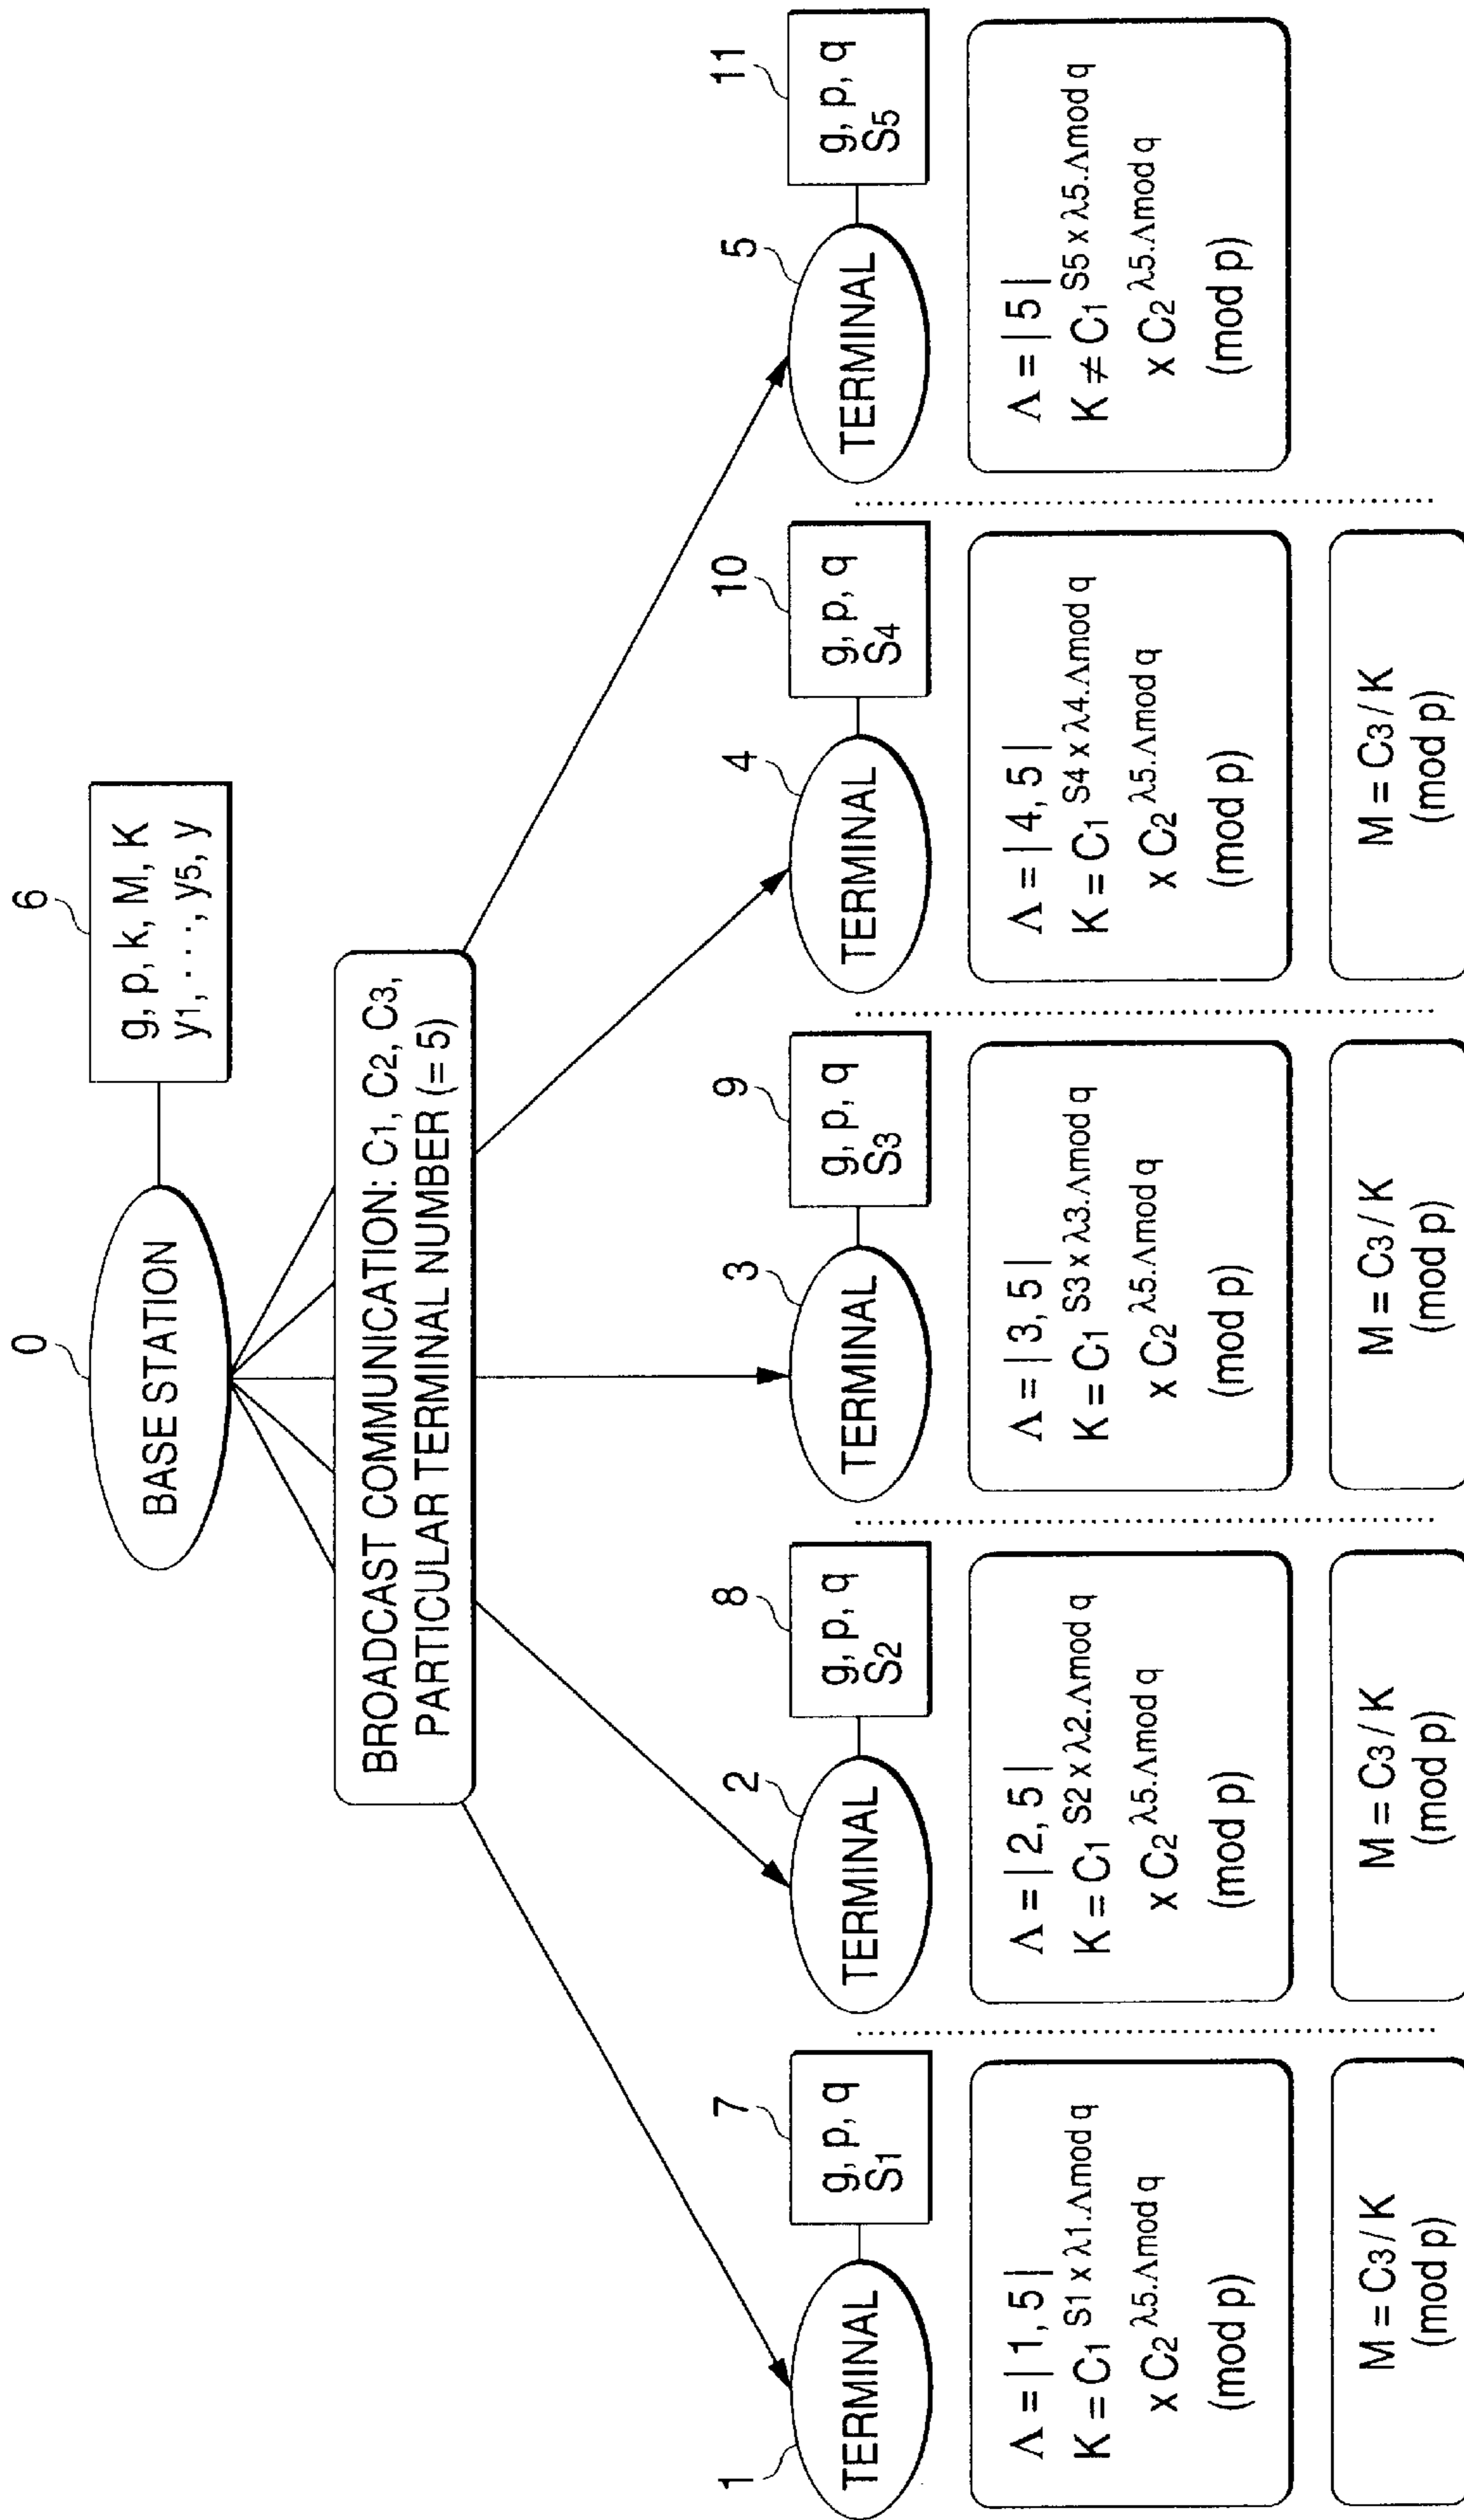 0
BASE STATION
6
g, p, k, M, K
y1, · · · , y5, y
BROADCAST COMMUNICATION: C1, C2, C3,
PARTICULAR TERMINAL NUMBER (= 5)
1
TERMINAL
7
g, p, q
S1
Λ = | 1, 5 |
K = C1 S1 x λ1.Λmod q
x C2 λ5.Λmod q
(mod p)
M = C3 / K
(mod p)
2
TERMINAL
8
g, p, q
S2
Λ = | 2, 5 |
K = C1 S2 x λ2.Λmod q
x C2 λ5.Λmod q
(mod p)
M = C3 / K
(mod p)
3
TERMINAL
9
g, p, q
S3
Λ = | 3, 5 |
K = C1 S3 x λ3.Λmod q
x C2 λ5.Λmod q
(mod p)
M = C3 / K
(mod p)
4
TERMINAL
10
g, p, q
S4
Λ = | 4, 5 |
K = C1 S4 x λ4.Λmod q
x C2 λ5.Λmod q
(mod p)
M = C3 / K
(mod p)
5
TERMINAL
11
g, p, q
S5
Λ = | 5 |
K ≠ C1 S5 x λ5.Λmod q
x C2 λ5.Λmod q
(mod p)